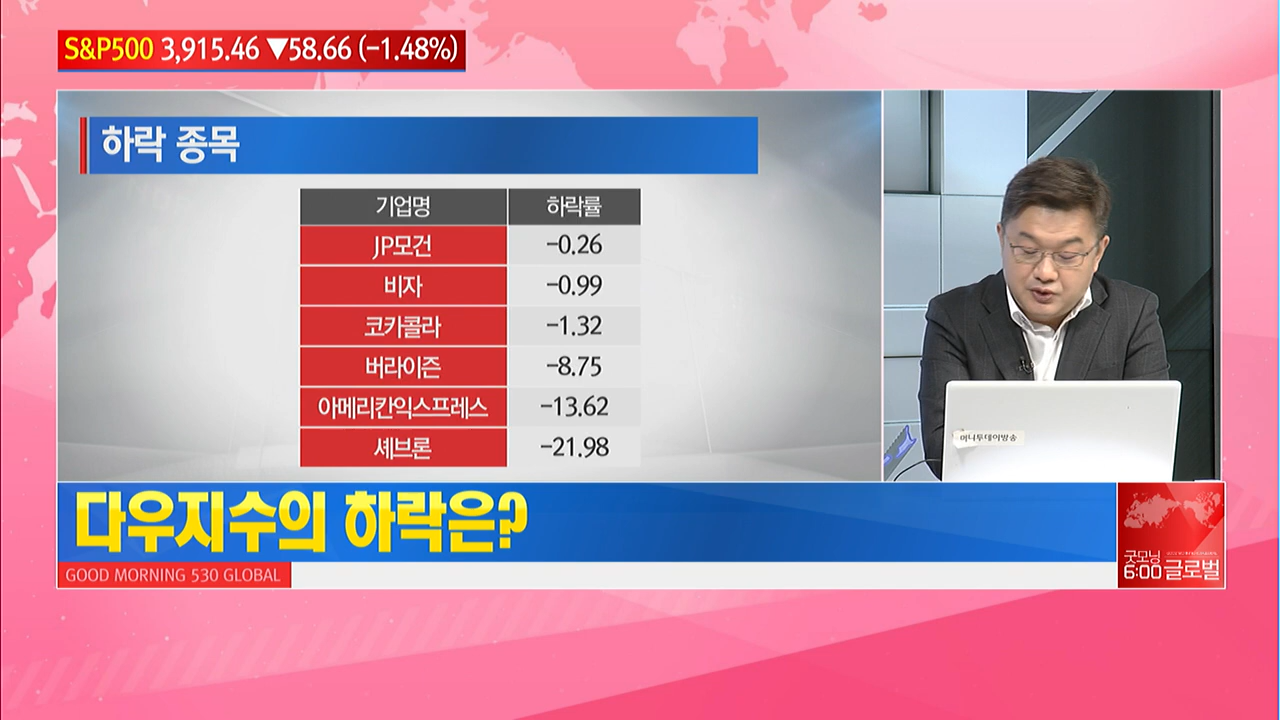 S&P500 3,915.46 ▼58.66 (-1.48%)
하락 종목
기업명 하락률
JP모건 -0.26
비자 -0.99
코카콜라 -1.32
버라이즌 -8.75
아메리칸익스프레스 -13.62
셰브론 -21.98
머니투데이방송
다우지수의 하락은?
GOOD MORNING 530 GLOBAL
굿모닝
6:00 글로벌